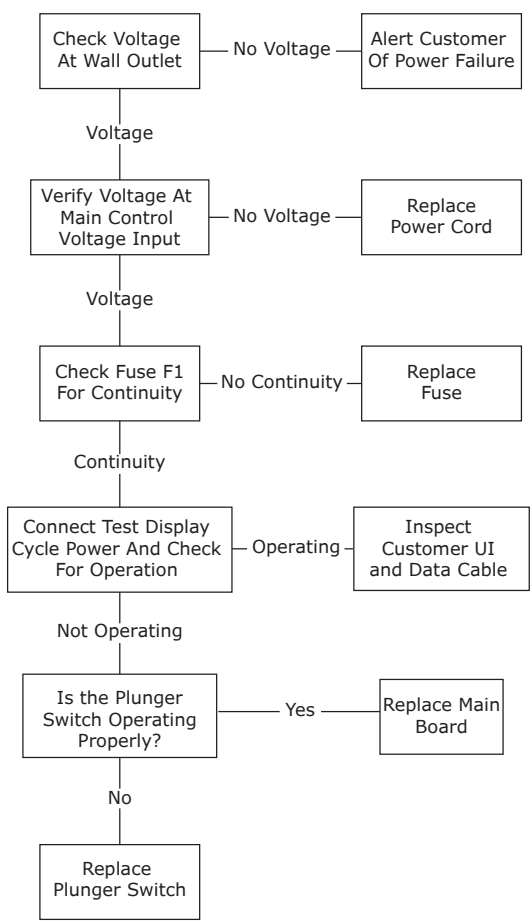 Check Voltage
At Wall Outlet
No Voltage
Alert Customer
Of Power Failure
Voltage
Verify Voltage At
Main Control
Voltage Input
No Voltage
Replace
Power Cord
Voltage
Check Fuse F1
For Continuity
No Continuity
Replace
Fuse
Continuity
Connect Test Display
Cycle Power And Check
For Operation
Operating
Inspect
Customer UI
and Data Cable
Not Operating
Is the Plunger
Switch Operating
Properly?
Yes
Replace Main
Board
No
Replace
Plunger Switch